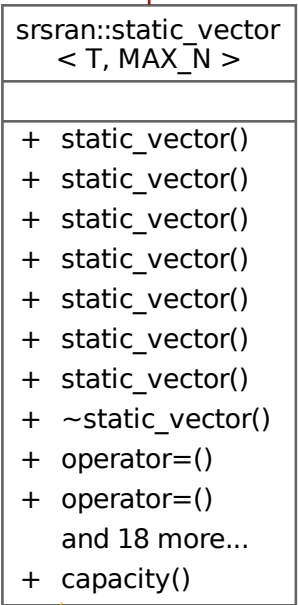 srsran::static_vector
< T, MAX_N >
+ static_vector()
+ static_vector()
+ static_vector()
+ static_vector()
+ static_vector()
+ static_vector()
+ static_vector()
+ ~static_vector()
+ operator=()
+ operator=()
and 18 more...
+ capacity()